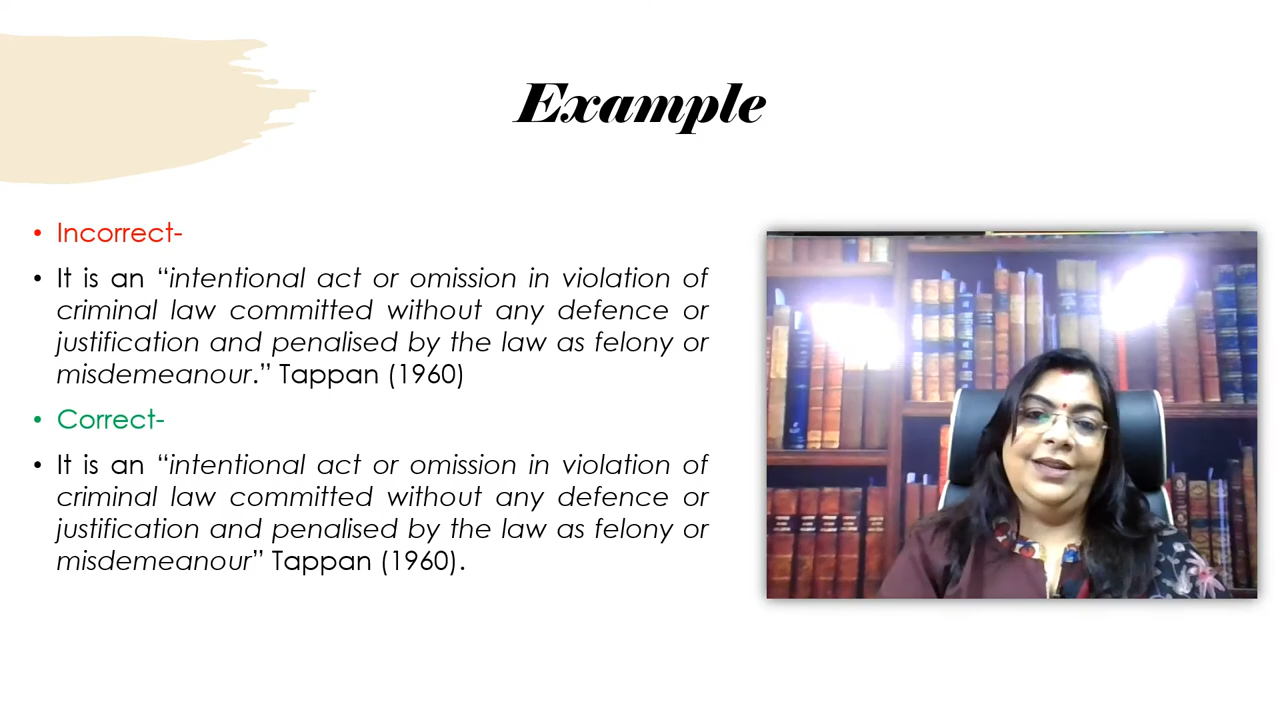 Example
• Incorrect-
• It is an “intentional act or omission in violation of
criminal law committed without any defence or
justification and penalised by the law as felony or
misdemeanour.” Tappan (1960)
• Correct-
• It is an “intentional act or omission in violation of
criminal law committed without any defence or
justification and penalised by the law as felony or
misdemeanour” Tappan (1960).